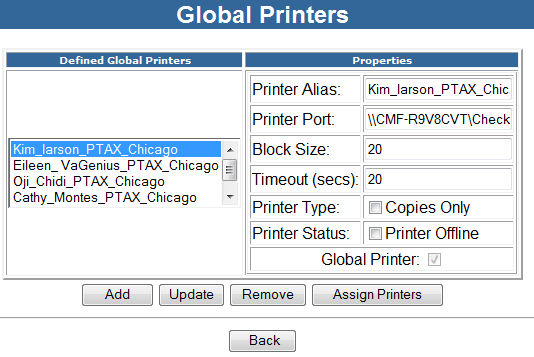 Global Printers
Defined Global Printers
Properties
Kim_larson_PTAX_Chicago
Eileen_ VaGenius_PTAX_Chicago
Oji_Chidi_PTAX_Chicago
Cathy_Montes_PTAX_Chicago
Printer Alias: Kim_larson_PTAX_Chic
Printer Port: \\CMF-R9V8CVT\Check
Block Size: 20
Timeout (secs): 20
Printer Type: Copies Only
Printer Status: Printer Offline
Global Printer:
Add Update Remove Assign Printers
Back